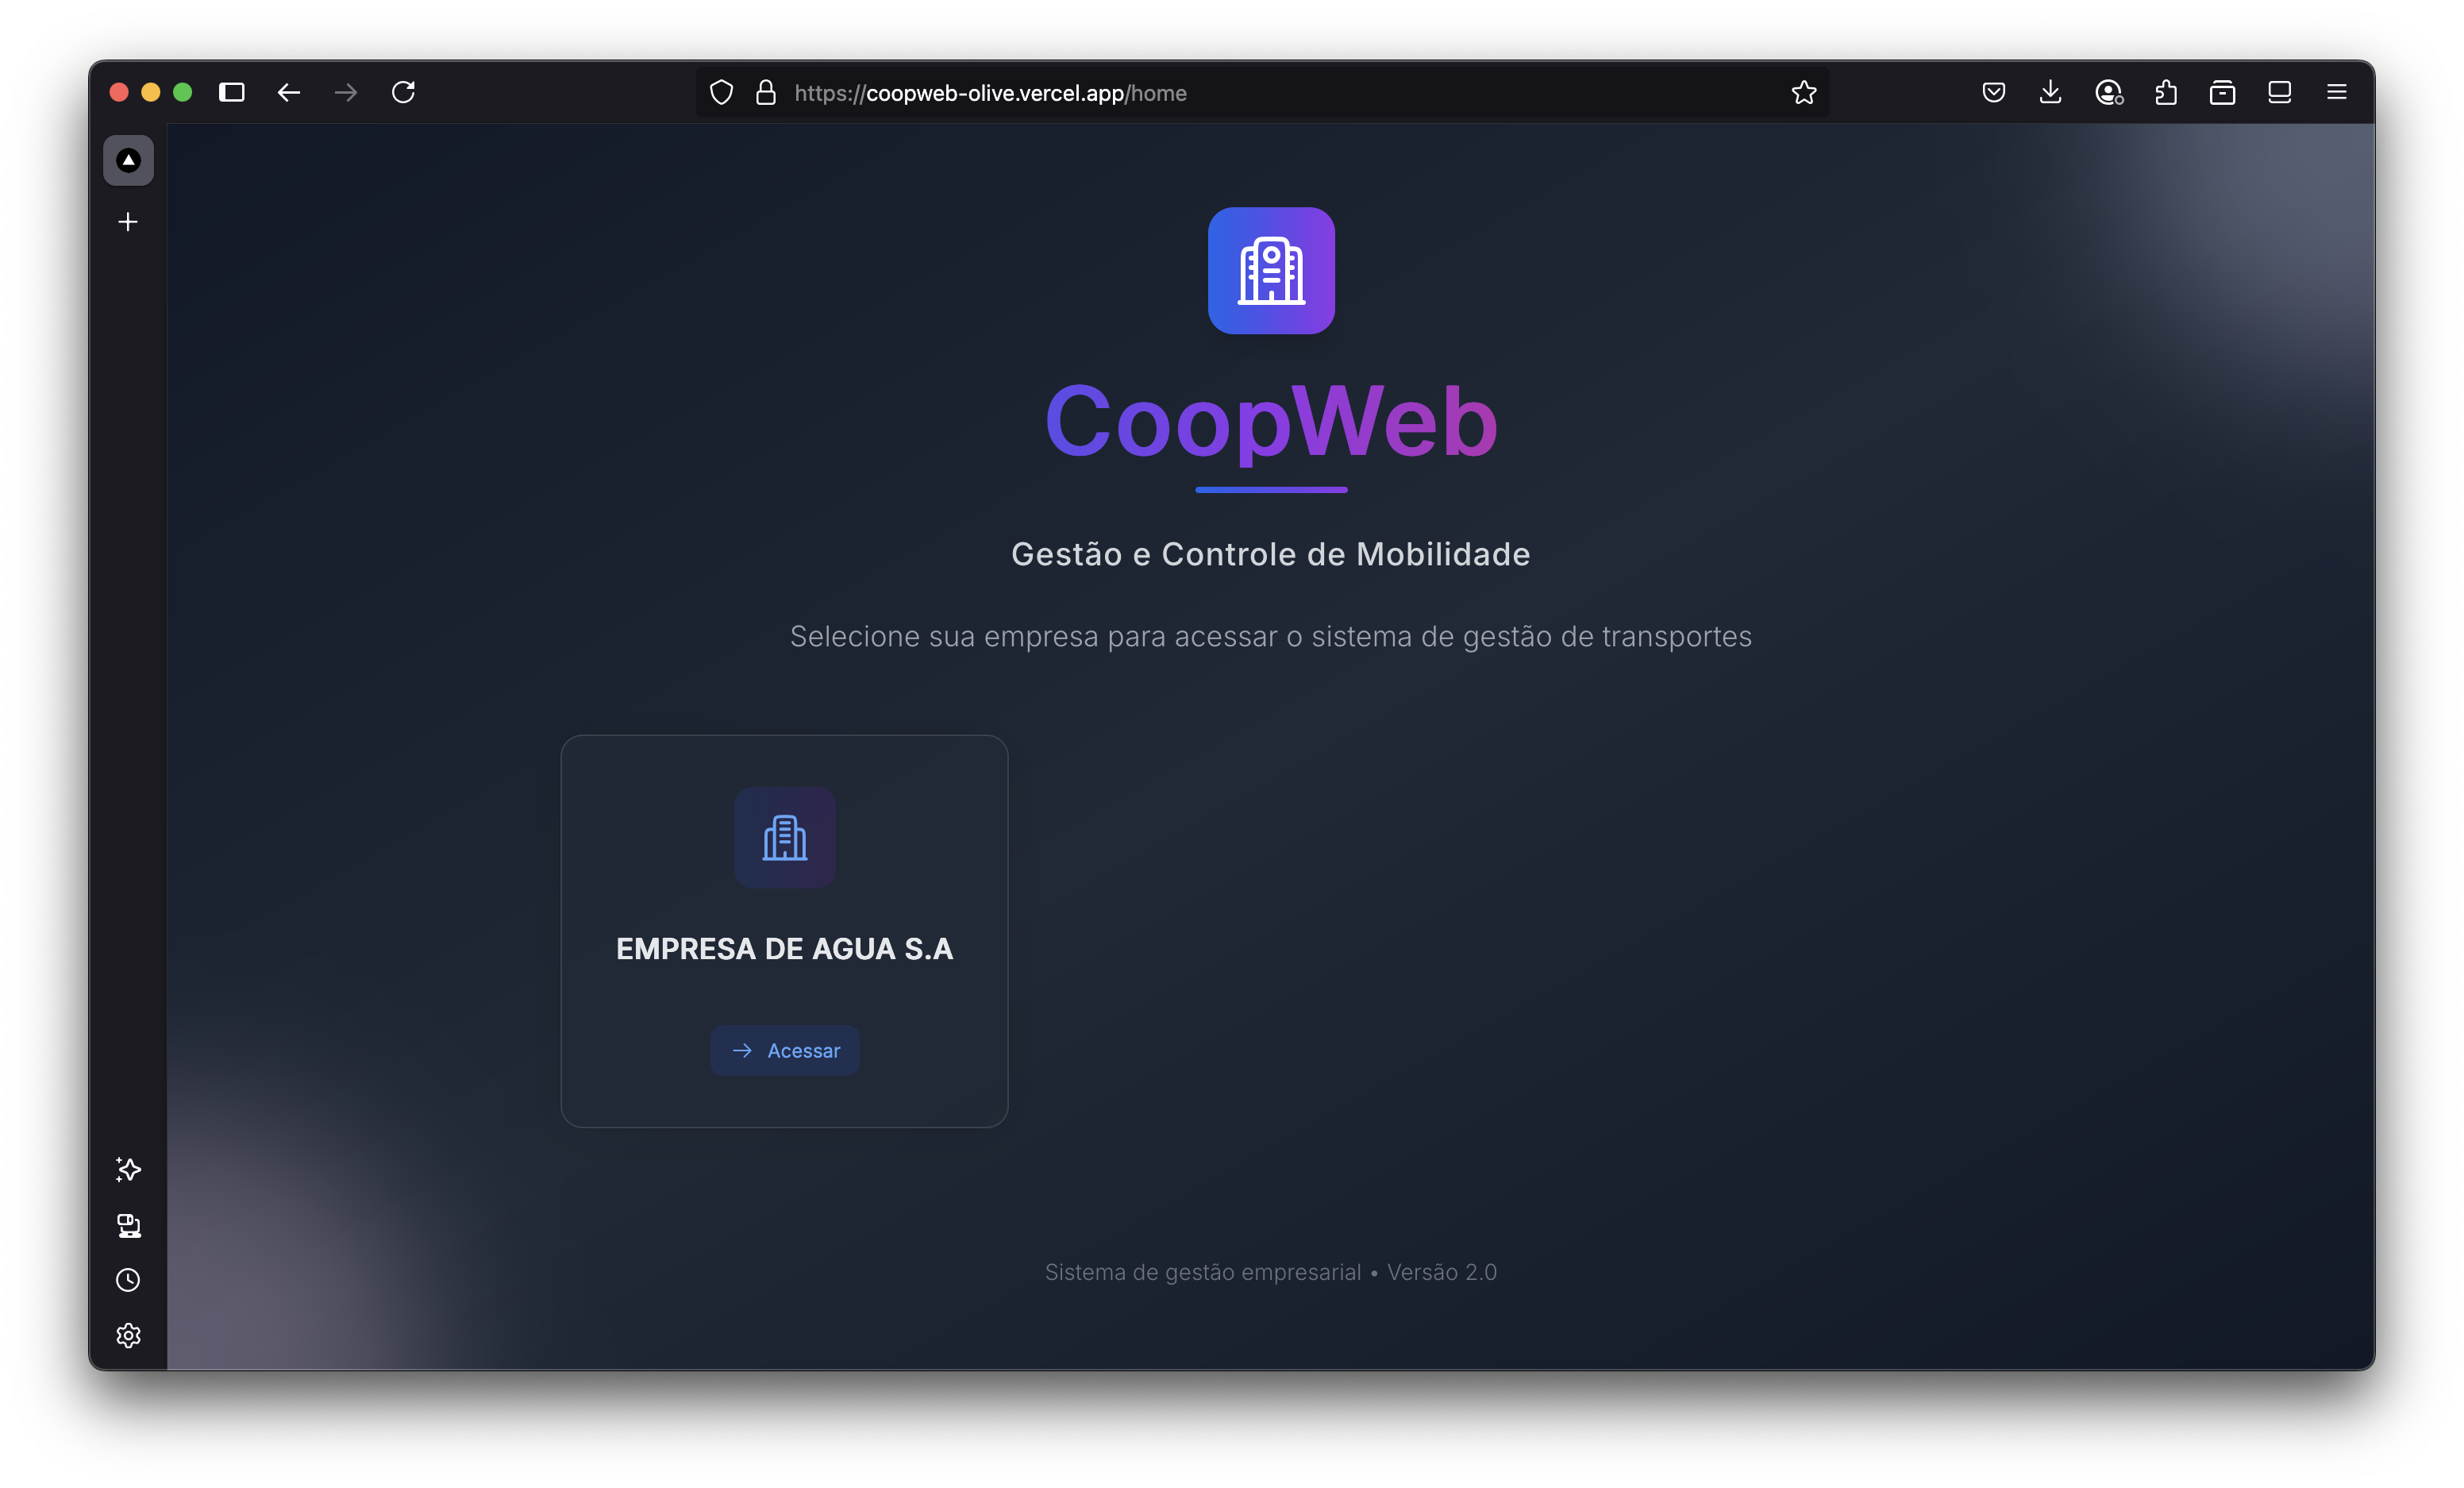 https://coopweb-olive.vercel.app/home
CoopWeb
Gestão e Controle de Mobilidade
Selecione sua empresa para acessar o sistema de gestão de transportes
EMPRESA DE AGUA S.A
Acessar
Sistema de gestão empresarial • Versão 2.0